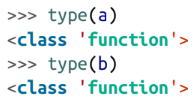 >>> type(a)
<class 'function'>
>>> type(b)
<class 'function'>